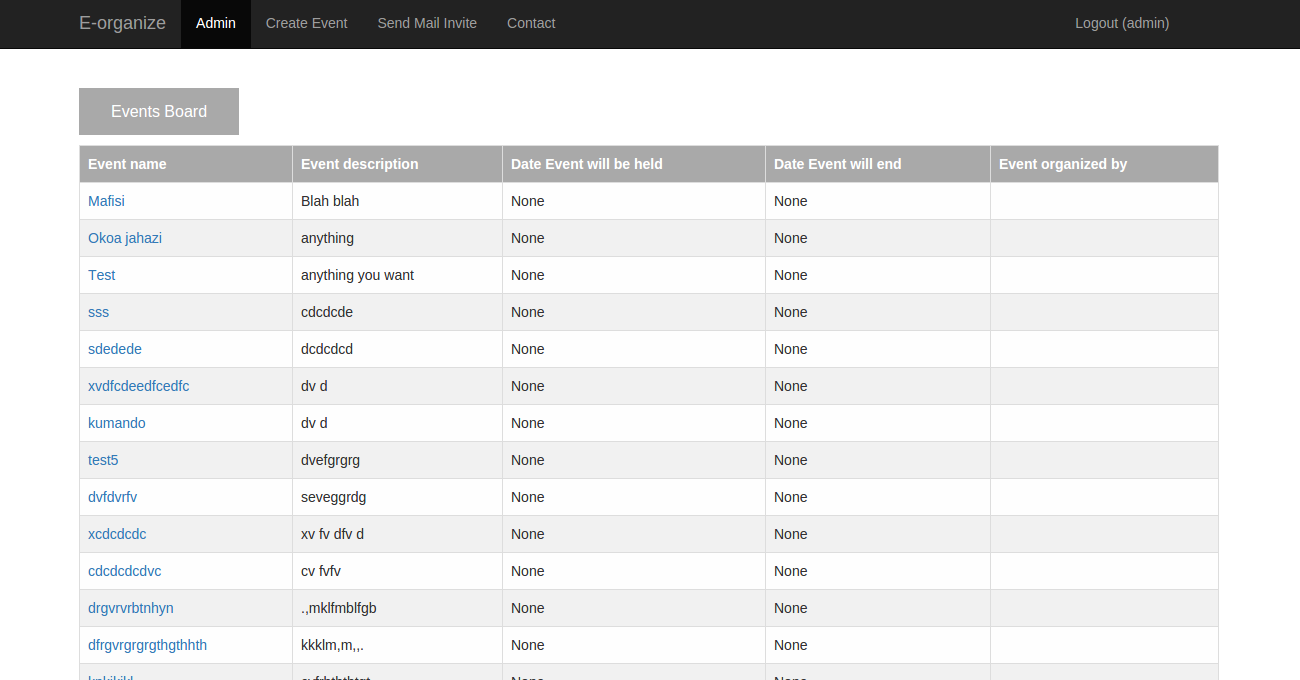 E-organize Admin Create Event Send Mail Invite Contact Logout (admin)
Events Board
Event name Event description Date Event will be held Date Event will end Event organized by
Mafisi Blah blah None None
Okoa jahazi anything None None
Test anything you want None None
sss cdcdcde None None
sdedede dcdcdcd None None
xvdfcdeedfcedfc dv d None None
kumando dv d None None
test5 dvefgrgrg None None
dvfdvrfv seveggrdg None None
xcdcdcdc xv fv dfv d None None
cdcdcdcdvc cv fvfv None None
drgvrvrbtnhyn .,mklfmblfgb None None
dfrgvrgrgrgthgthhth kkklm,m,,. None None
None None